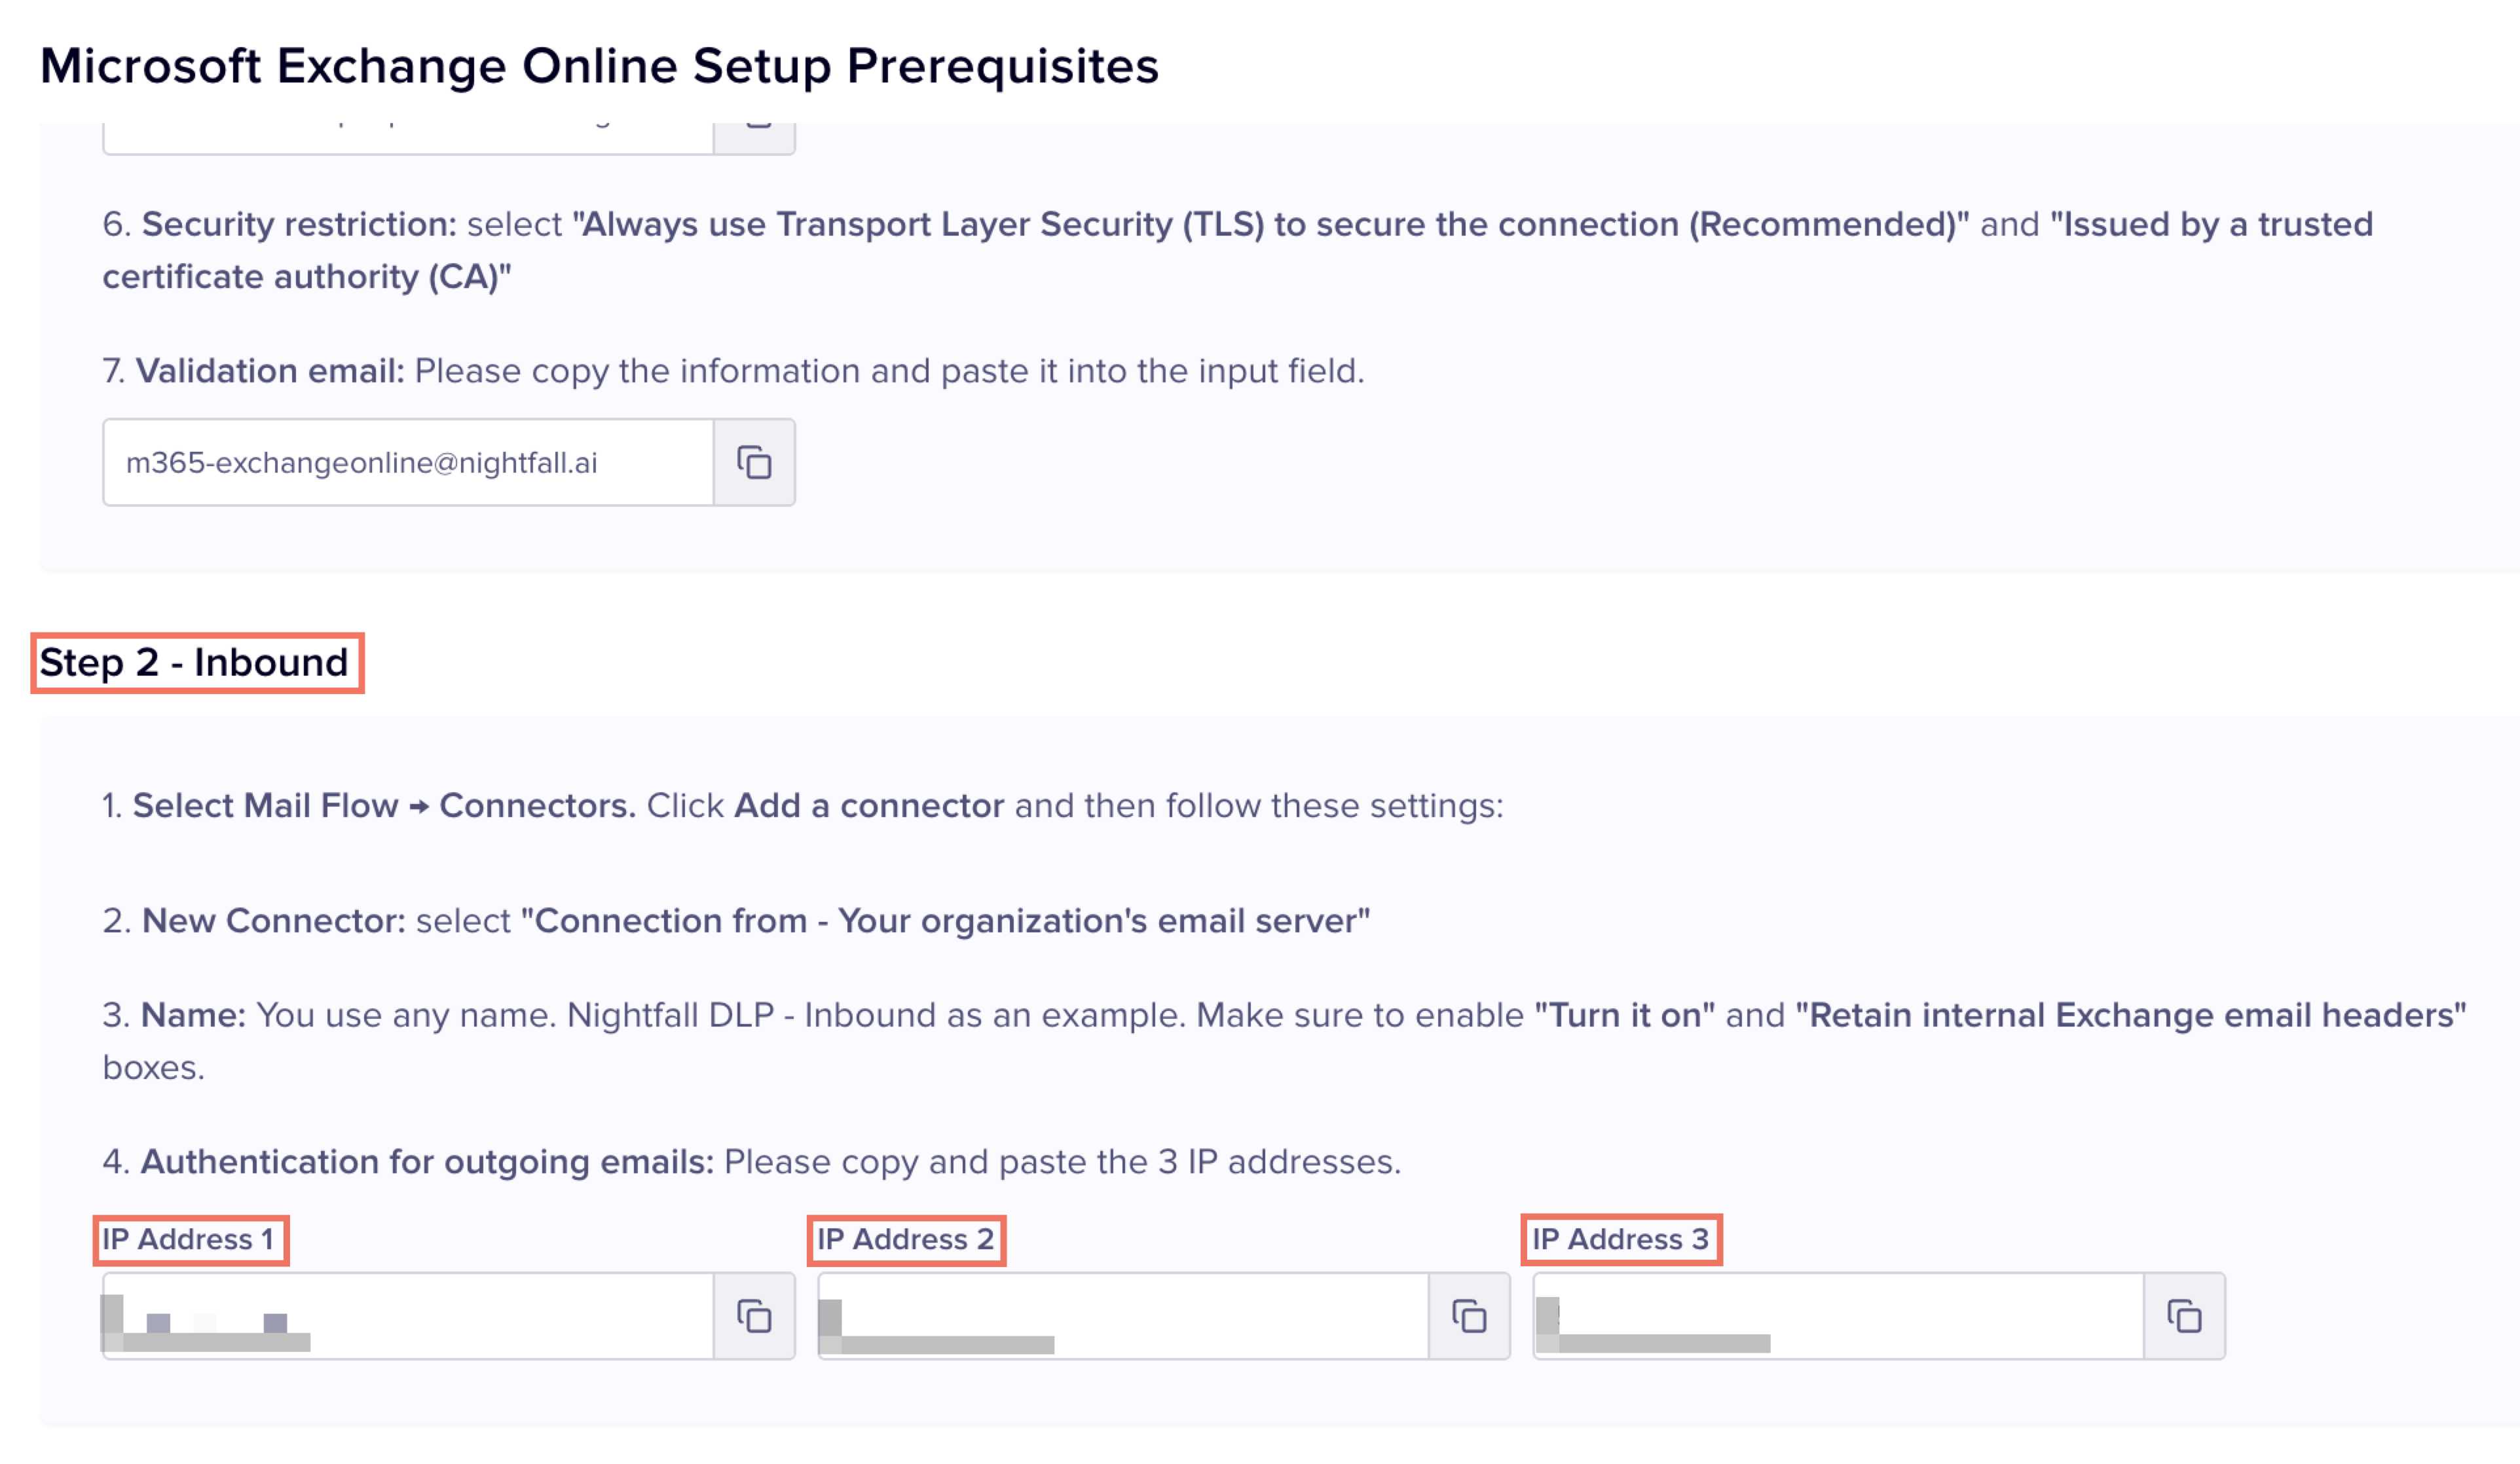 Microsoft Exchange Online Setup Prerequisites
6. Security restriction: select "Always use Transport Layer Security (TLS) to secure the connection (Recommended)" and "Issued by a trusted
certificate authority (CA)"
7. Validation email: Please copy the information and paste it into the input field.
m365-exchangeonline@nightfall.ai
Step 2 - Inbound
1. Select Mail Flow → Connectors. Click Add a connector and then follow these settings:
2. New Connector: select "Connection from - Your organization's email server"
3. Name: You use any name. Nightfall DLP - Inbound as an example. Make sure to enable "Turn it on" and "Retain internal Exchange email headers"
boxes.
4. Authentication for outgoing emails: Please copy and paste the 3 IP addresses.
IP Address 1
IP Address 2
IP Address 3